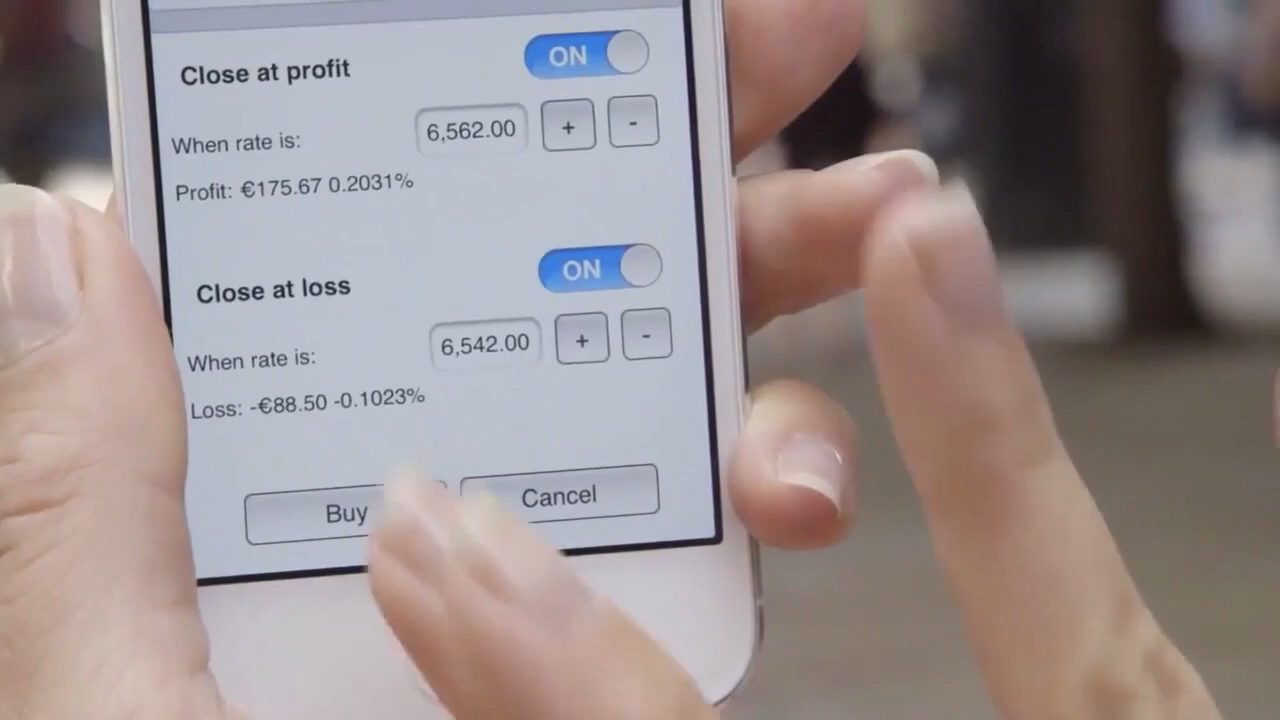 Close at profit ON
When rate is: 6,562.00 + -
Profit: €175.67 0.2031%
Close at loss ON
When rate is: 6,542.00 + -
Loss: -€88.50 -0.1023%
Buy Cancel